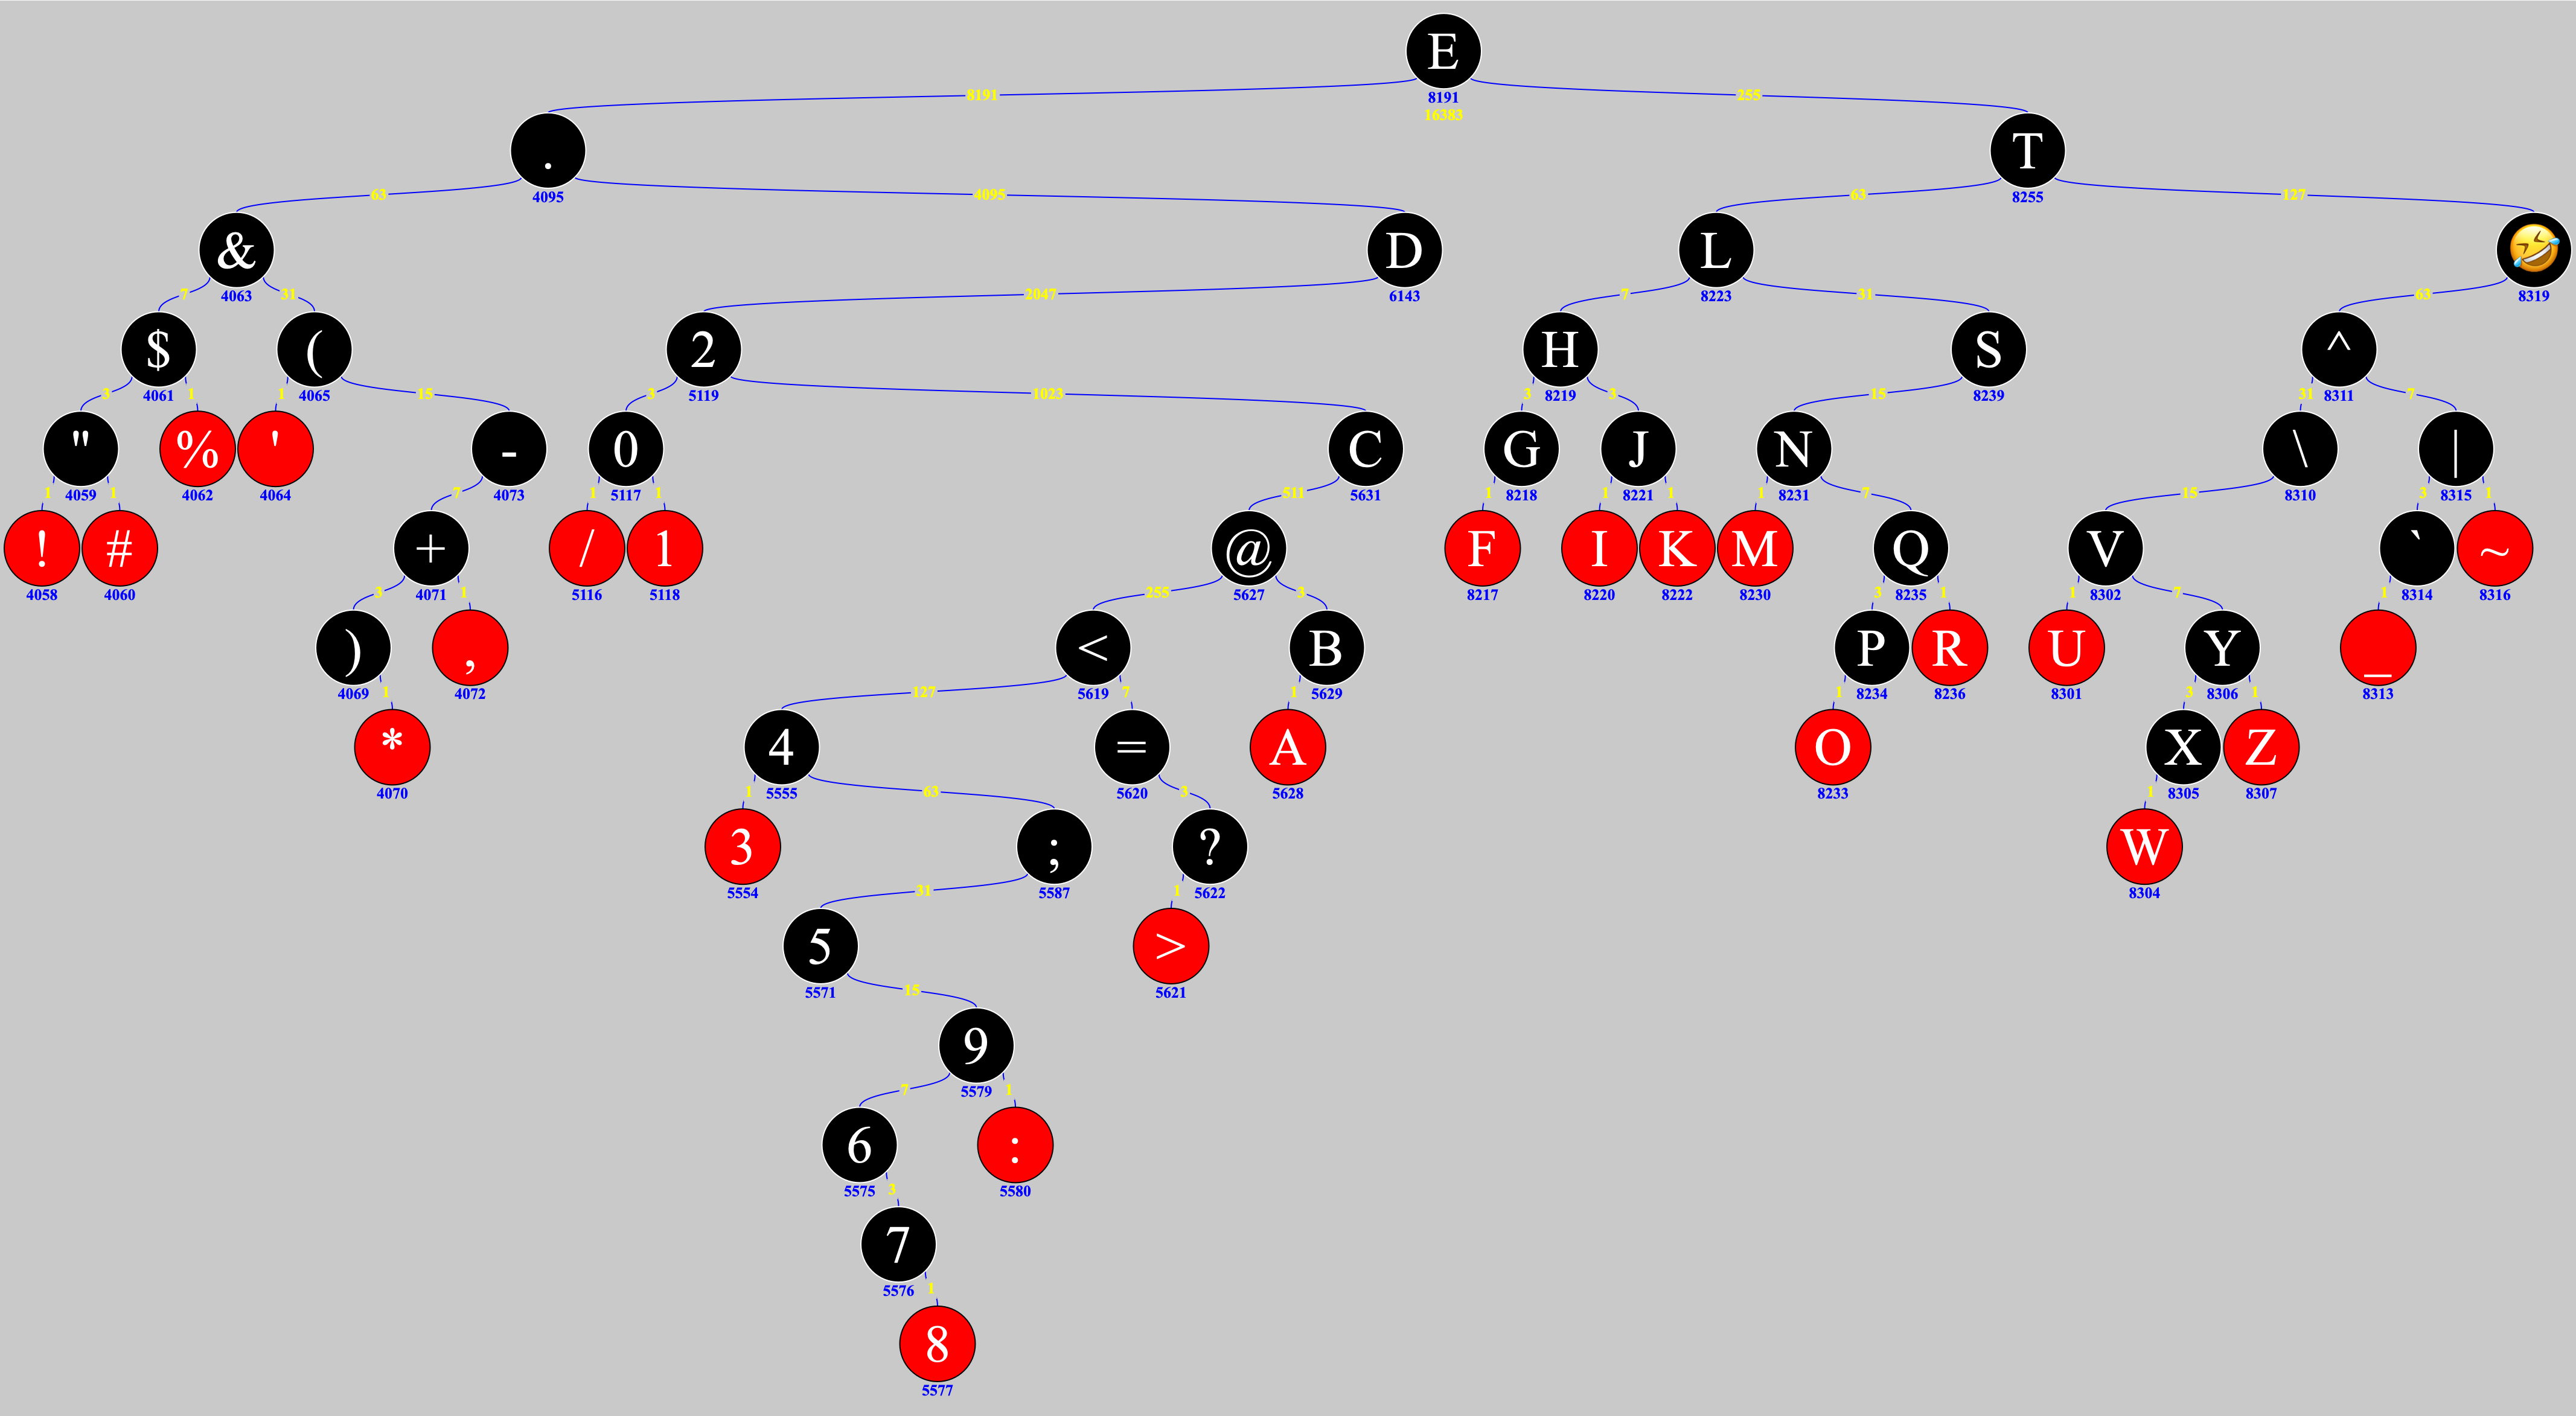 E
8191 8191 255
16383
. T
63 4095 4095 63 8255 127
& D L 🤣
7 4063 31 2047 6143 7 8223 31 63 8319
$ ( 2 H S ^
3 4061 1 1 4065 15 3 5119 1023 3 8219 3 15 8239 31 8311 7
" % ' - 0 C G J N \ |
1 4059 1 4062 4064 7 4073 1 5117 1 511 5631 1 8218 1 8221 1 1 8231 7 15 8310 3 8315 1
! # + / 1 @ F I K M Q V ` ~
4058 4060 3 4071 1 5116 5118 255 5627 3 8217 8220 8222 8230 3 8235 1 1 8302 7 1 8314 8316
) , < B P R U Y _
4069 1 4072 127 5619 7 1 5629 1 8234 8236 8301 3 8306 1 8313
* 4 = A O X Z
4070 1 5555 63 5620 3 5628 8233 1 8305 8307
3 ; ? W
5554 31 5587 1 5622 8304
5 >
5571 15 5621
9
7 5579 1
6 :
5575 3 5580
7
5576 1
8
5577